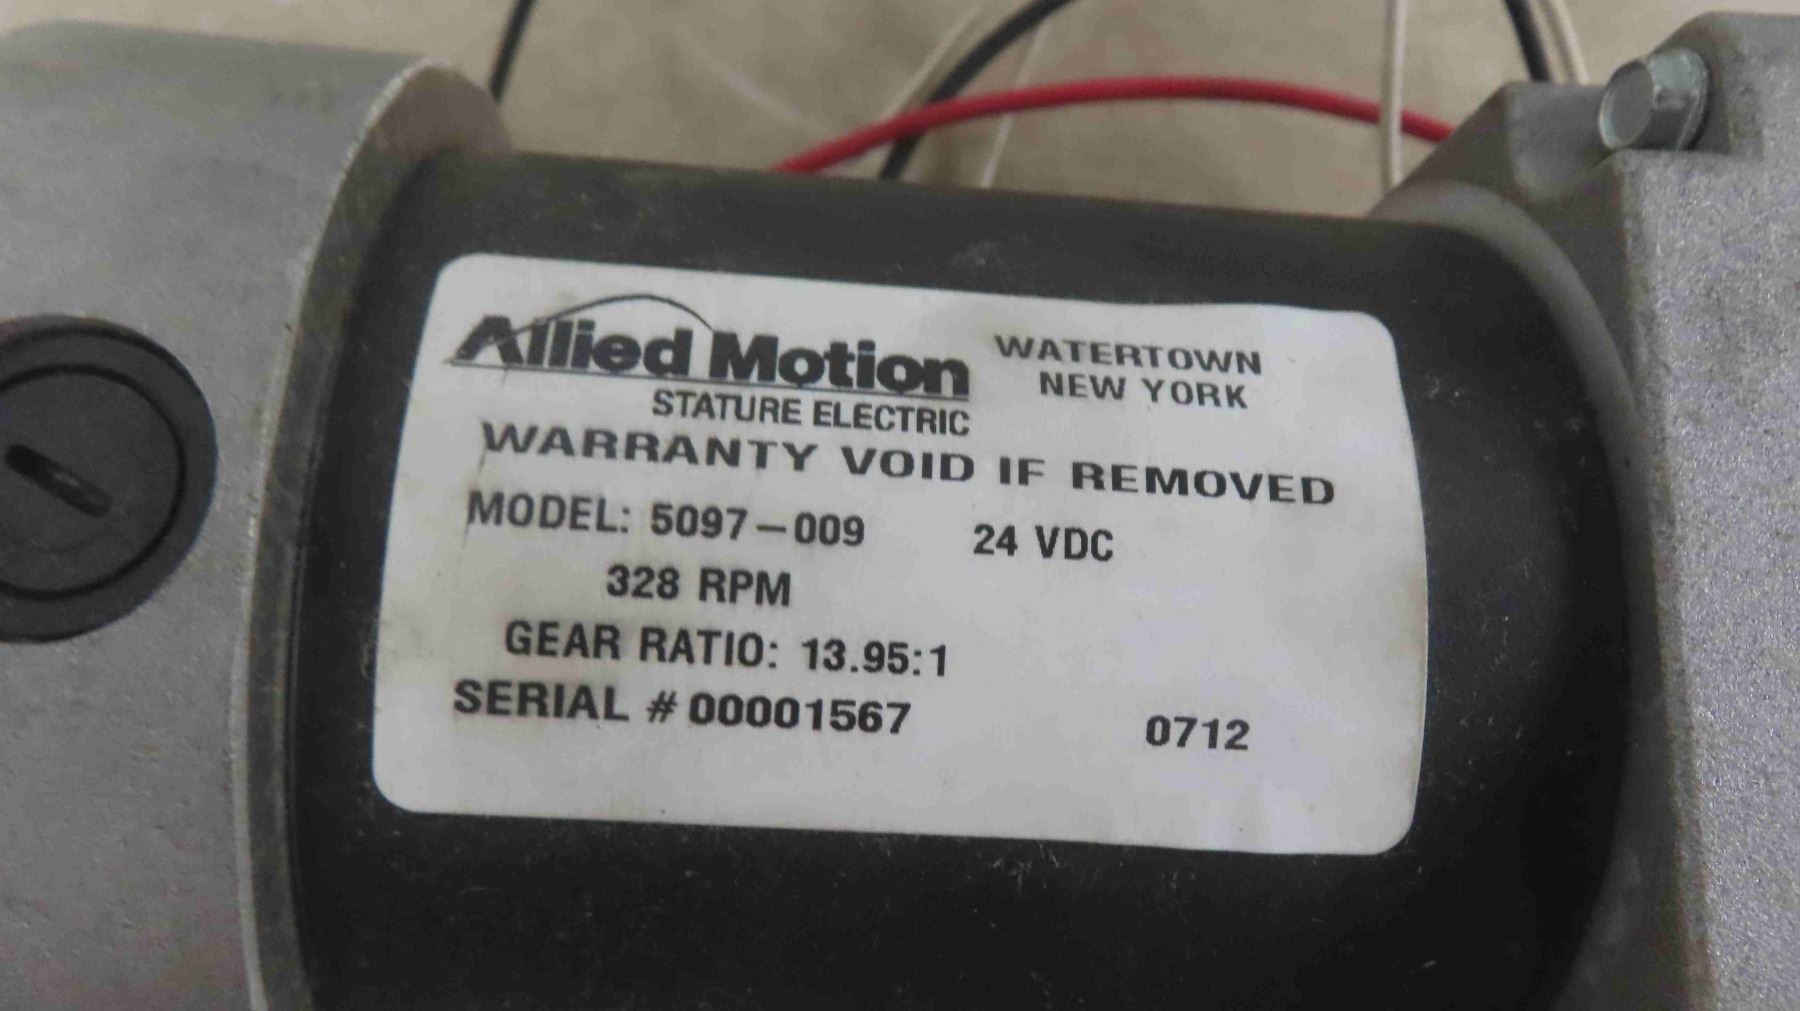 Allied Motion
STATURE ELECTRIC
WATERTOWN
NEW YORK
WARRANTY VOID IF REMOVED
MODEL: 5097-009 24 VDC
328 RPM
GEAR RATIO: 13.95:1
SERIAL # 00001567 0712